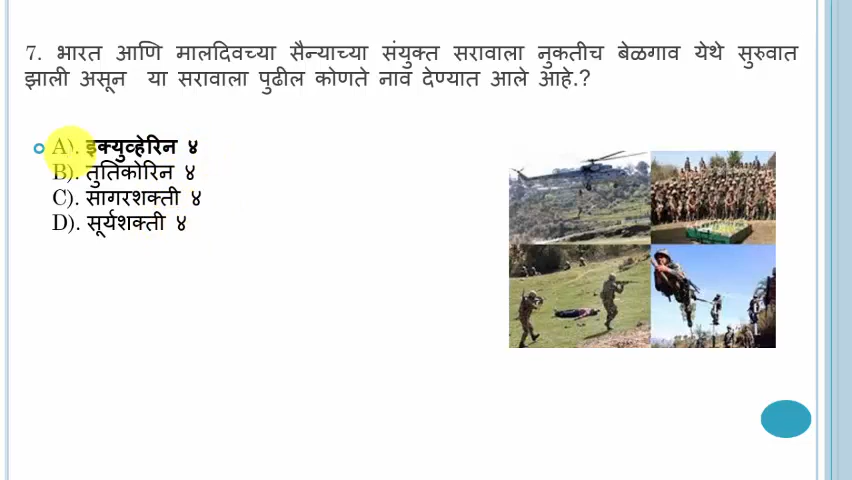 7. भारत आणि मालदिवच्या सैन्याच्या संयुक्त सरावाला नुकतीच बेळगाव येथे सुरुवात
झाली असून या सरावाला पुढील कोणते नाव देण्यात आले आहे.?
A). इक्युव्हेरिन ४
B). तुतिकोरिन ४
C). सागरशक्ती ४
D). सूर्यशक्ती ४